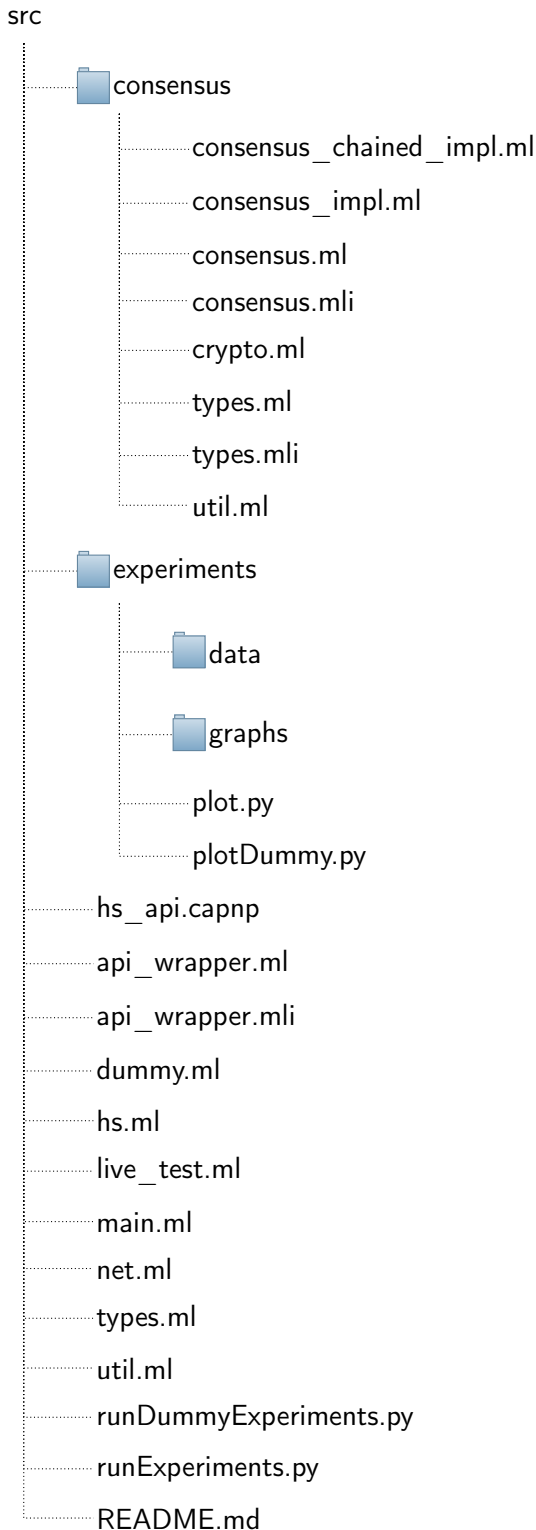 src
consensus
consensus_chained_impl.ml
consensus_impl.ml
consensus.ml
consensus.mli
crypto.ml
types.ml
types.mli
util.ml
experiments
data
graphs
plot.py
plotDummy.py
hs_api.capnp
api_wrapper.ml
api_wrapper.mli
dummy.ml
hs.ml
live_test.ml
main.ml
net.ml
types.ml
util.ml
runDummyExperiments.py
runExperiments.py
README.md